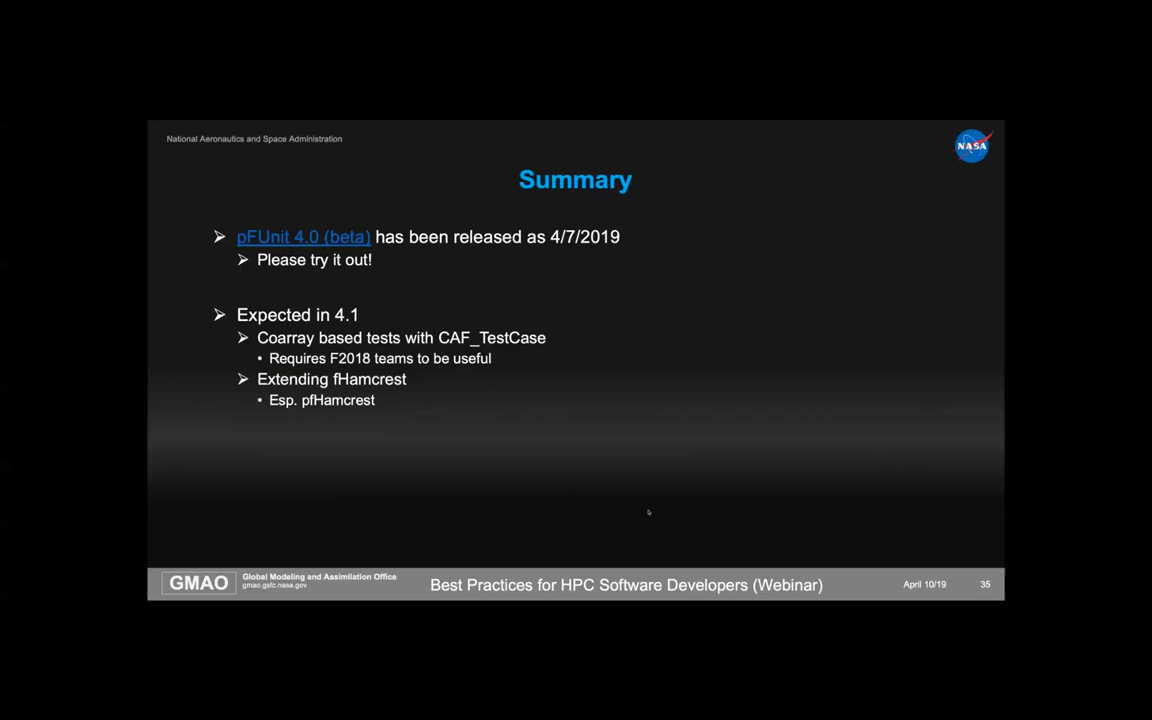 National Aeronautics and Space Administration
NASA
Summary
pFUnit 4.0 (beta) has been released as 4/7/2019
Please try it out!
Expected in 4.1
Coarray based tests with CAF_TestCase
Requires F2018 teams to be useful
Extending fHamcrest
Esp. pfHamcrest
GMAO
Global Modeling and Assimilation Office
gmao.gsfc.nasa.gov
Best Practices for HPC Software Developers (Webinar)
April 10/19
35